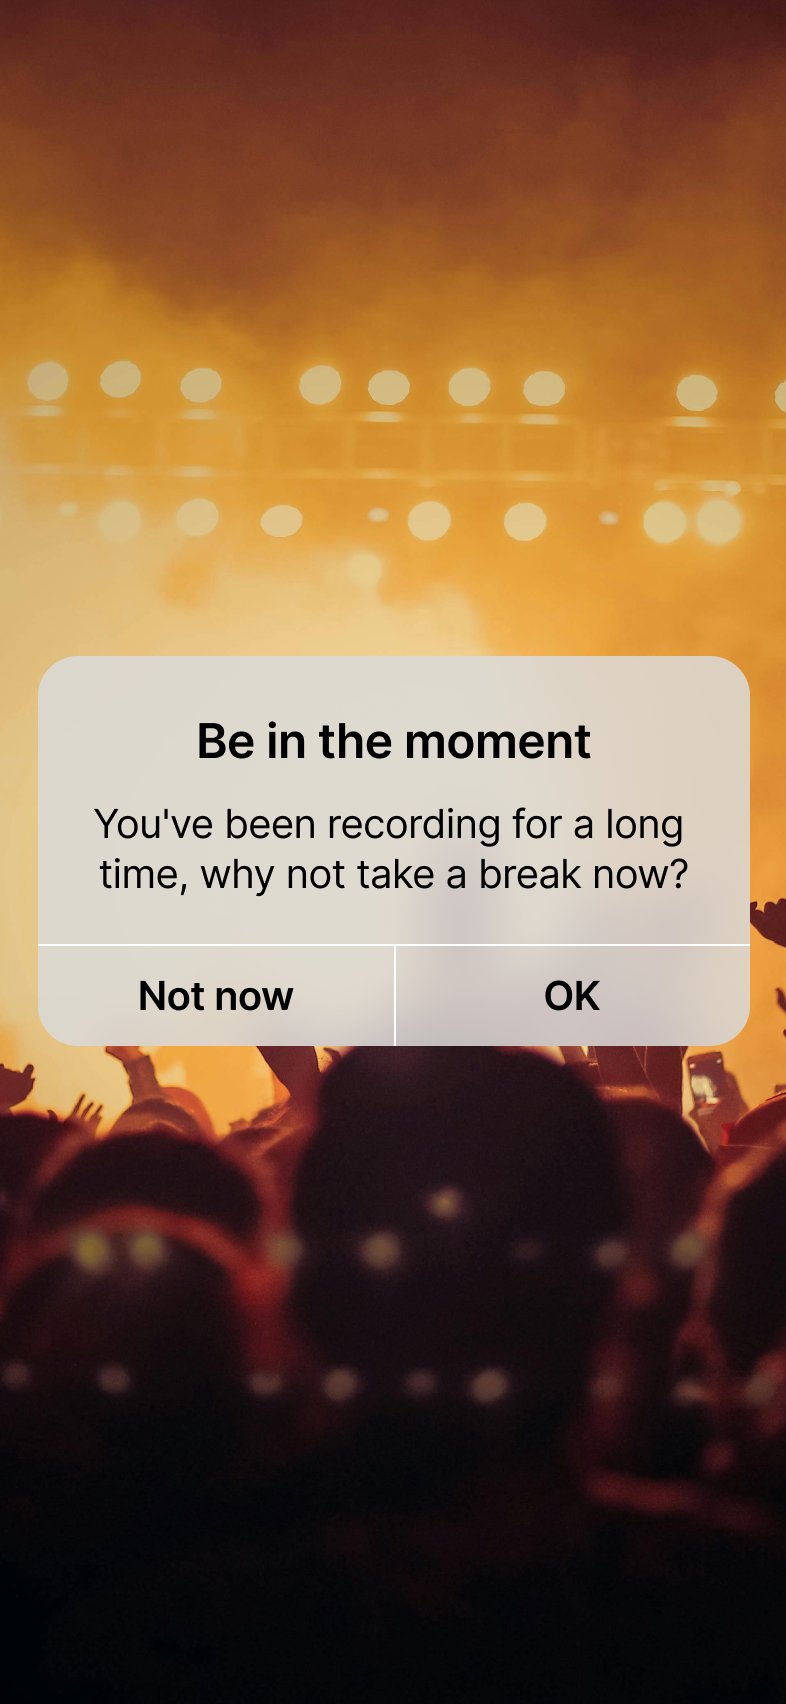 Be in the moment
You've been recording for a long
time, why not take a break now?
Not now
OK